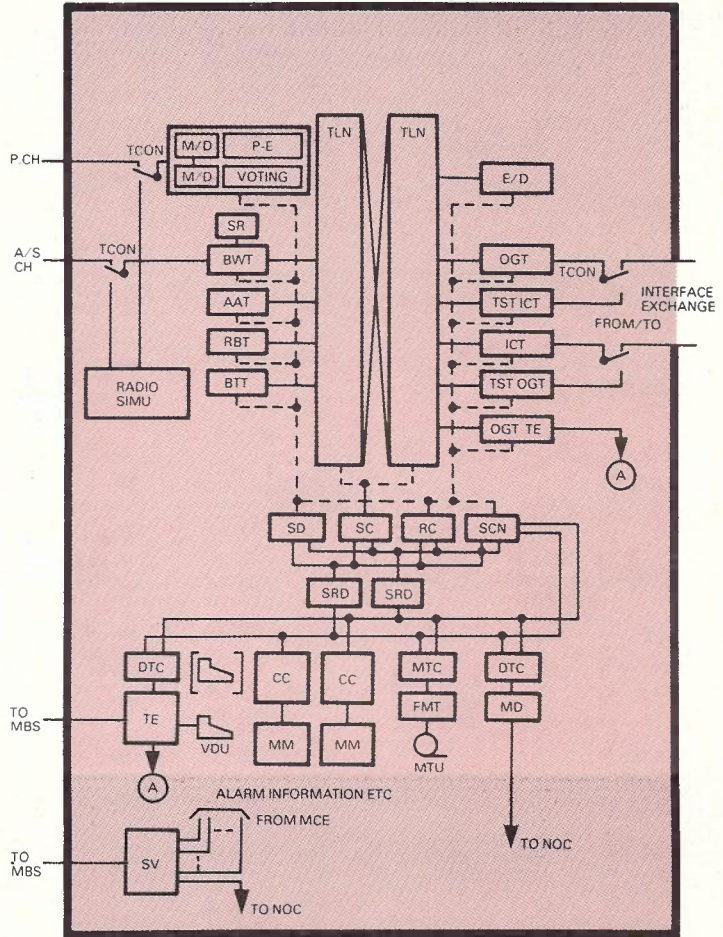 TLN
TLN
M/D
P-E
TCON
P.CH
M/D
VOTING
E/D
SR
A/S
CH
TCON
BWT
OGT
TCON
INTERFACE
EXCHANGE
AAT
TST ICT
FROM/TO
RBT
ICT
RADIO
SIMU
BTT
TST OGT
OGT TE
A
SD
SC
RC
SCN
SRD
SRD
DTC
CC
CC
MTC
DTC
TO
MBS
TE
VDU
MM
MM
FMT
MD
MTU
A
ALARM INFORMATION ETC
FROM MCE
TO NOC
TO
MBS
SV
TO NOC